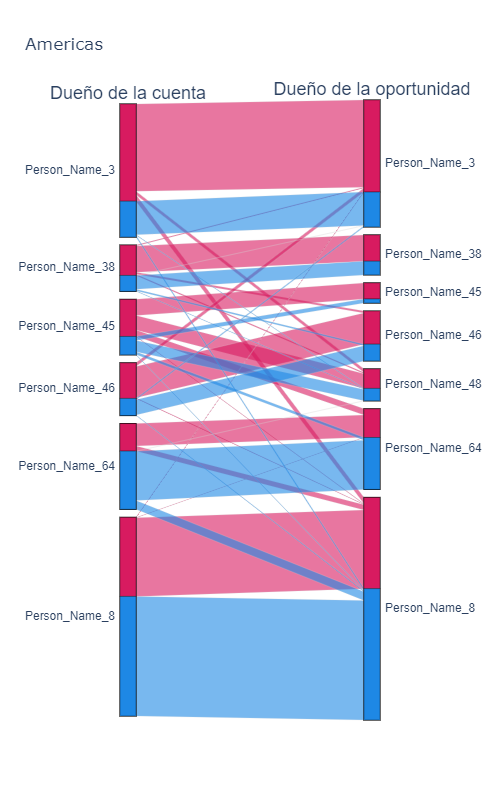 Americas
Dueño de la cuenta
Dueño de la oportunidad
Person_Name_3
Person_Name_38
Person_Name_45
Person_Name_46
Person_Name_64
Person_Name_8
Person_Name_3
Person_Name_38
Person_Name_45
Person_Name_46
Person_Name_48
Person_Name_64
Person_Name_8